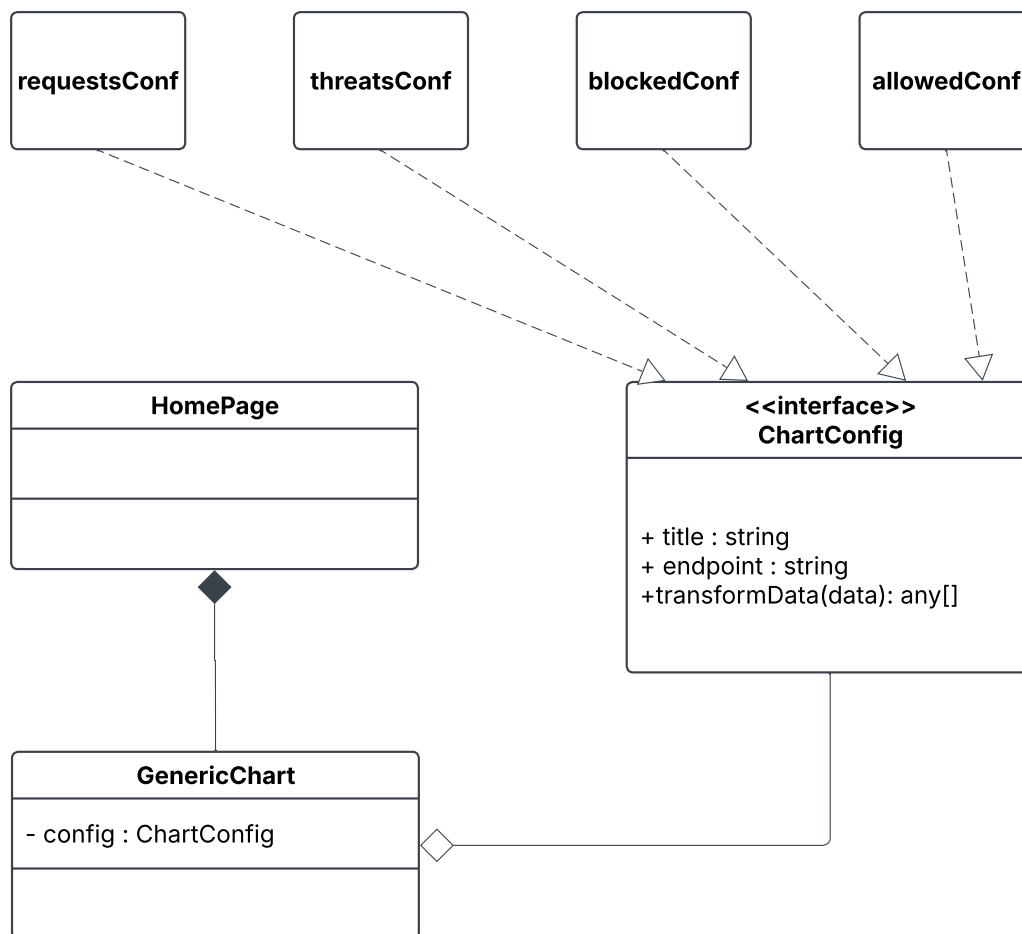 requestsConf
threatsConf
blockedConf
allowedConf
HomePage
<<interface>>
ChartConfig
+ title : string
+ endpoint : string
+transformData(data): any[]
GenericChart
- config : ChartConfig